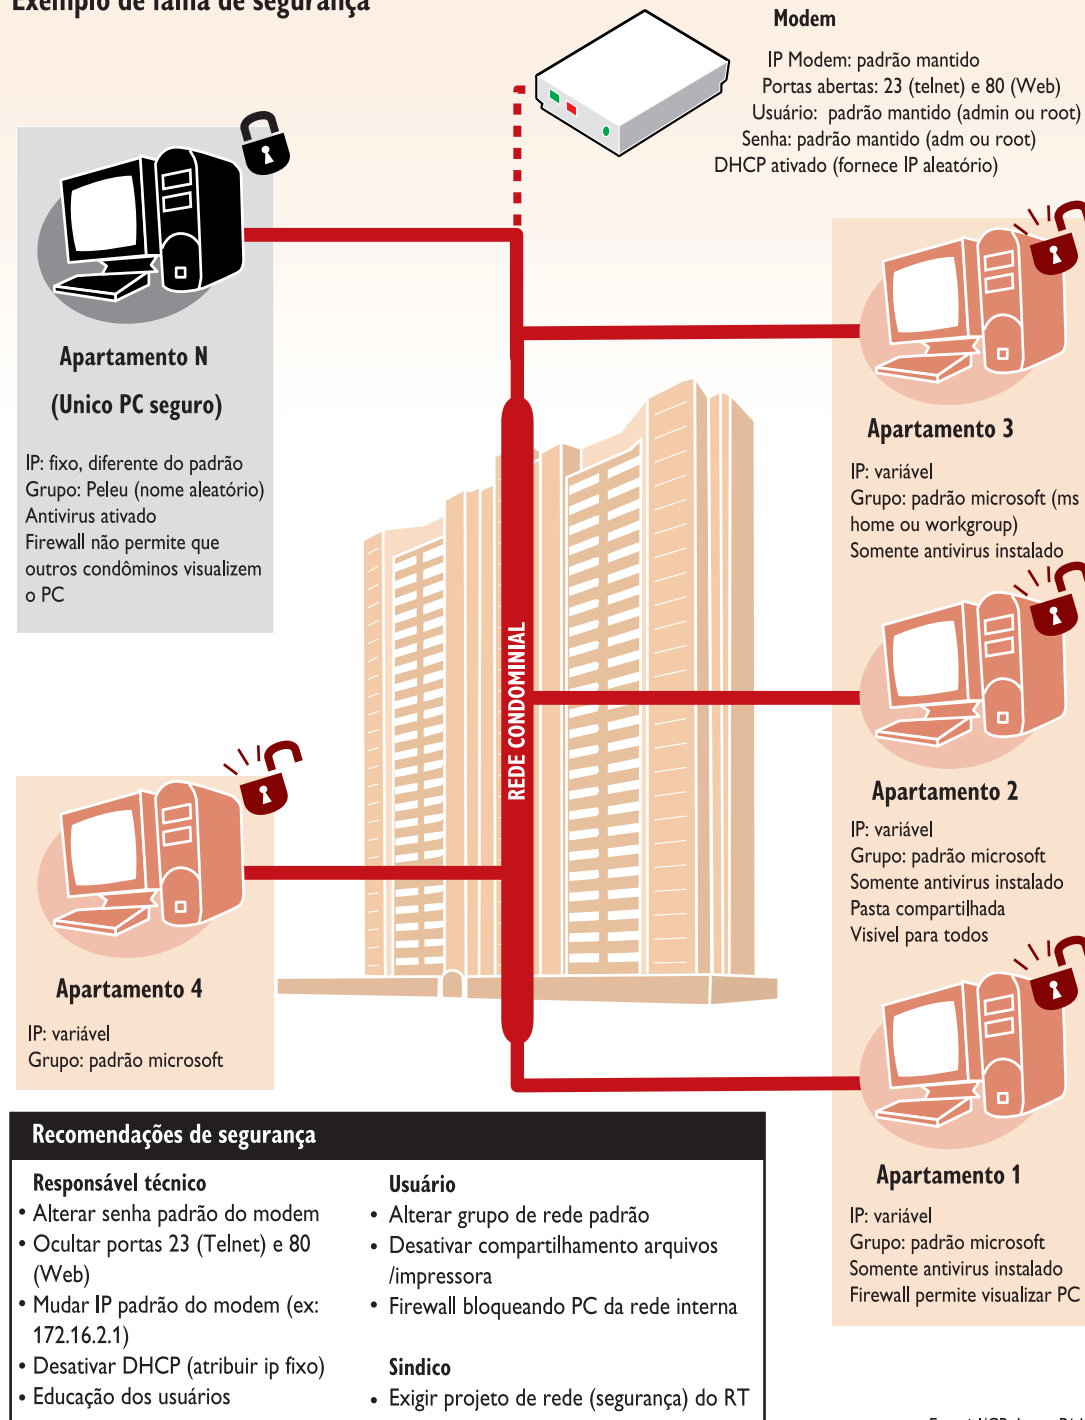 Exemplo de falha de segurança
Modem
IP Modem: padrão mantido
Portas abertas: 23 (telnet) e 80 (Web)
Usuário: padrão mantido (admin ou root)
Senha: padrão mantido (adm ou root)
DHCP ativado (fornece IP aleatório)
Apartamento N
(Unico PC seguro)
IP: fixo, diferente do padrão
Grupo: Peleu (nome aleatório)
Antivirus ativado
Firewall não permite que
outros condôminos visualizem
o PC
Apartamento 3
IP: variável
Grupo: padrão microsoft (ms
home ou workgroup)
Somente antivirus instalado
REDE CONDOMINIAL
Apartamento 2
IP: variável
Grupo: padrão microsoft
Somente antivirus instalado
Pasta compartilhada
Visivel para todos
Apartamento 4
IP: variável
Grupo: padrão microsoft
Apartamento 1
IP: variável
Grupo: padrão microsoft
Somente antivirus instalado
Firewall permite visualizar PC
Recomendações de segurança
Responsável técnico
• Alterar senha padrão do modem
• Ocultar portas 23 (Telnet) e 80
(Web)
• Mudar IP padrão do modem (ex:
172.16.2.1)
• Desativar DHCP (atribuir ip fixo)
• Educação dos usuários
Usuário
• Alterar grupo de rede padrão
• Desativar compartilhamento arquivos
/impressora
• Firewall bloqueando PC da rede interna
Sindico
• Exigir projeto de rede (segurança) do RT